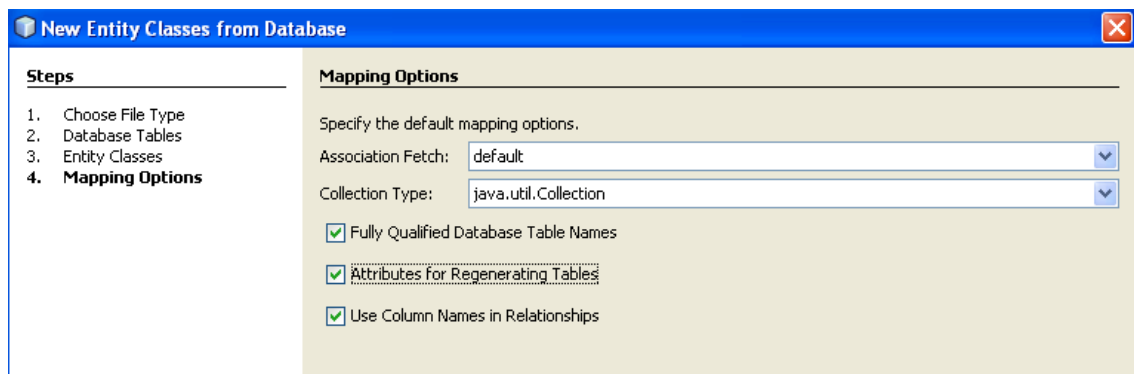 New Entity Classes from Database
Steps
1. Choose File Type
2. Database Tables
3. Entity Classes
4. Mapping Options
Mapping Options
Specify the default mapping options.
Association Fetch: default
Collection Type: java.util.Collection
Fully Qualified Database Table Names
Attributes for Regenerating Tables
Use Column Names in Relationships